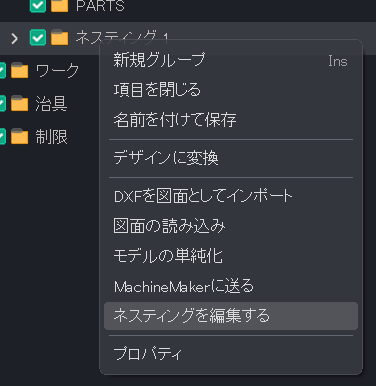 PARTS
ネスティング 1
新規グループ Ins
ワーク
項目を閉じる
治具
名前を付けて保存
制限
デザインに変換
DXFを図面としてインポート
図面の読み込み
モデルの単純化
MachineMakerに送る
ネスティングを編集する
プロパティ